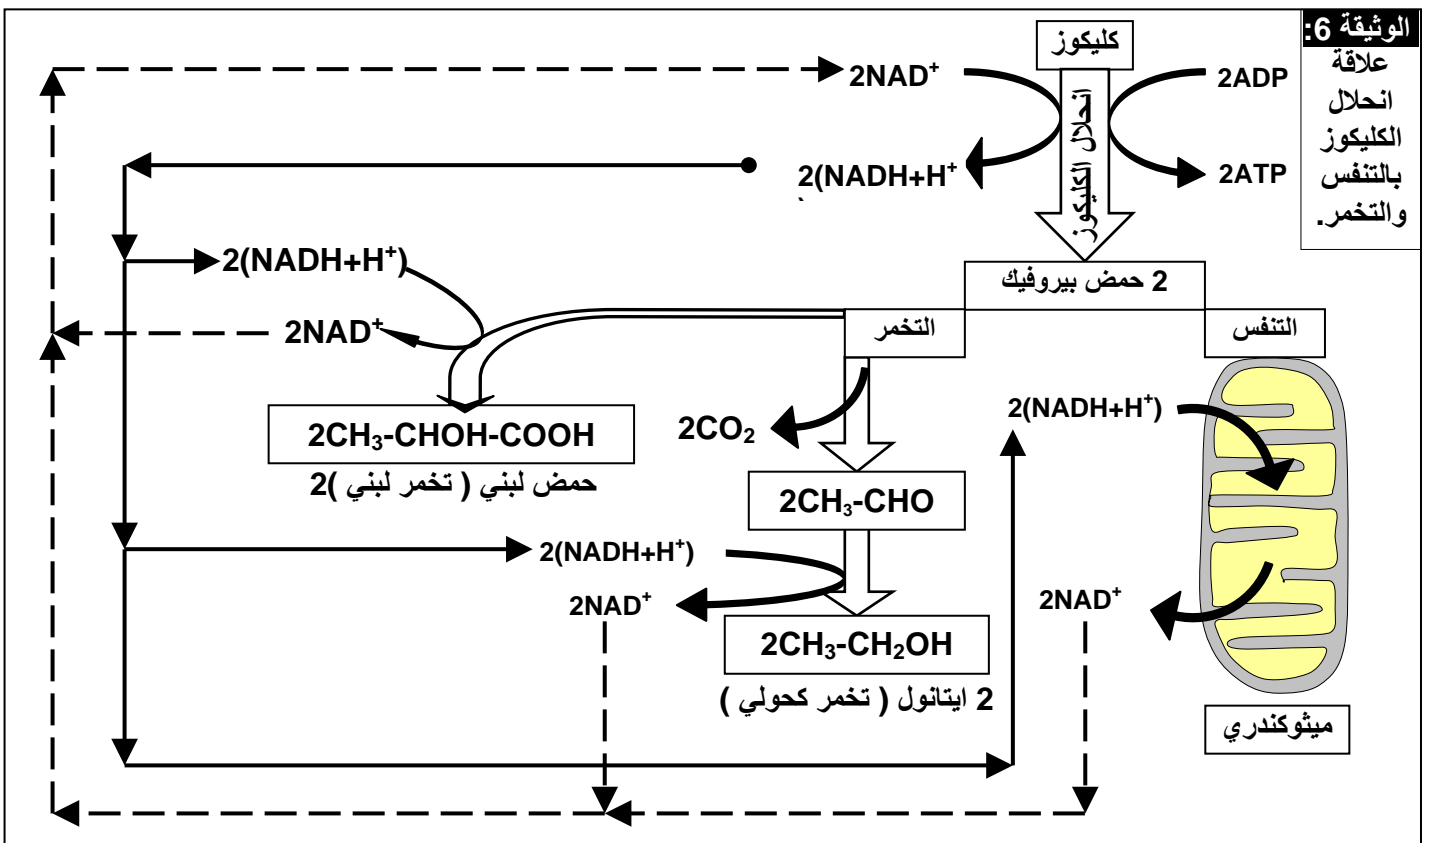 الوثيقة 6:
علاقة
انحلال
الكليكوز
بالتنفس
والتخمر.
كليكوز
2NAD⁺
2ADP
انحلال الكليكوز
2(NADH+H⁺
)
2ATP
2(NADH+H⁺)
2 حمض بيروفيك
2NAD⁺
التخمر
التنفس
2CH₃-CHOH-COOH
حمض لبني ( تخمر لبني )2
2CO₂
2(NADH+H⁺)
2CH₃-CHO
2(NADH+H⁺)
2NAD⁺
2NAD⁺
2CH₃-CH₂OH
2 ايتانول ( تخمر كحولي )
ميثوكندري